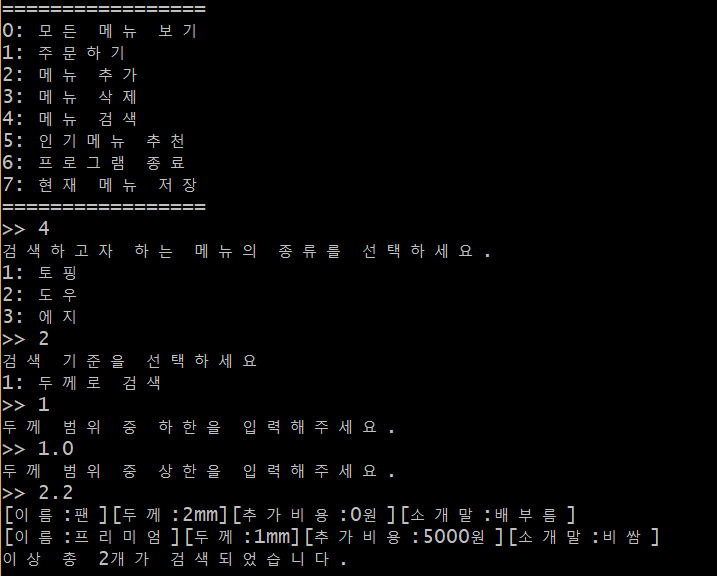 =================
0: 모든 메뉴 보기
1: 주문하기
2: 메뉴 추가
3: 메뉴 삭제
4: 메뉴 검색
5: 인기메뉴 추천
6: 프로그램 종료
7: 현재 메뉴 저장
=================
>> 4
검색하고자 하는 메뉴의 종류를 선택하세요.
1: 토핑
2: 도우
3: 에지
>> 2
검색 기준을 선택하세요
1: 두께로 검색
>> 1
두께 범위 중 하한을 입력해주세요.
>> 1.0
두께 범위 중 상한을 입력해주세요.
>> 2.2
[이름:팬][두께:2mm][추가비용:0원][소개말:배부름]
[이름:프리미엄][두께:1mm][추가비용:5000원][소개말:비쌈]
이상 총 2개가 검색되었습니다.